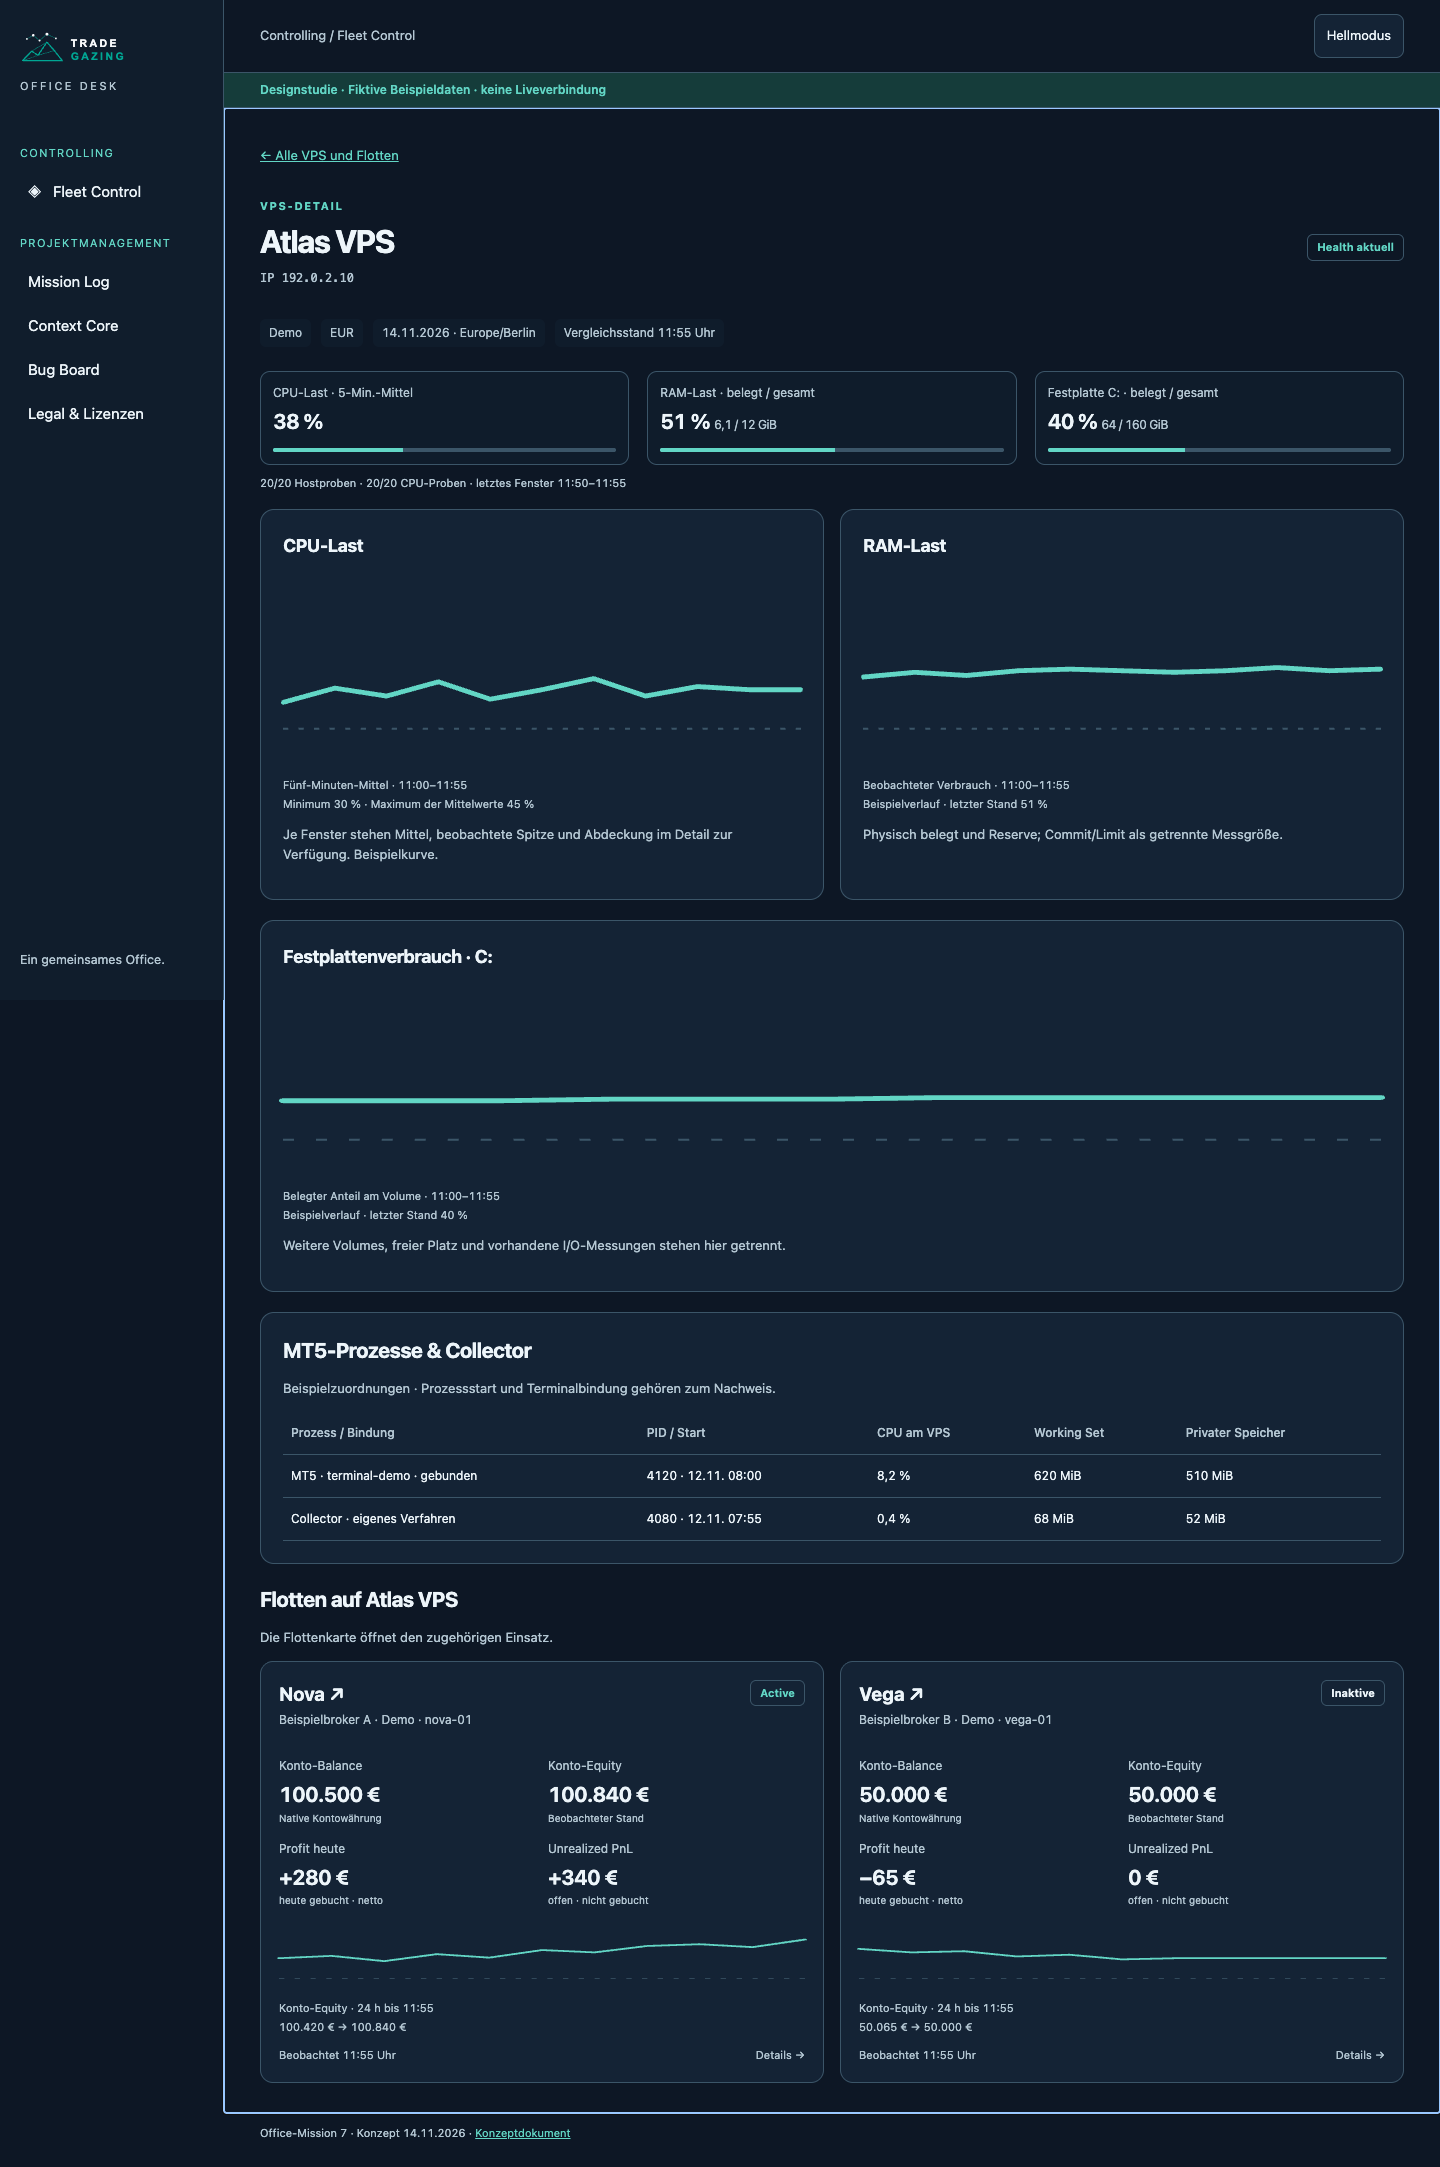 TRADE
GAZING
OFFICE DESK
CONTROLLING
◈ Fleet Control
PROJEKTMANAGEMENT
Mission Log
Context Core
Bug Board
Legal & Lizenzen
Ein gemeinsames Office.
Controlling / Fleet Control
Hellmodus
Designstudie · Fiktive Beispieldaten · keine Liveverbindung
← Alle VPS und Flotten
VPS-DETAIL
Atlas VPS
Health aktuell
IP 192.0.2.10
Demo EUR 14.11.2026 · Europe/Berlin Vergleichsstand 11:55 Uhr
CPU-Last · 5-Min.-Mittel
38 %
RAM-Last · belegt / gesamt
51 % 6,1 / 12 GiB
Festplatte C: · belegt / gesamt
40 % 64 / 160 GiB
20/20 Hostproben · 20/20 CPU-Proben · letztes Fenster 11:50–11:55
CPU-Last
Fünf-Minuten-Mittel · 11:00–11:55
Minimum 30 % · Maximum der Mittelwerte 45 %
Je Fenster stehen Mittel, beobachtete Spitze und Abdeckung im Detail zur
Verfügung. Beispielkurve.
RAM-Last
Beobachteter Verbrauch · 11:00–11:55
Beispielverlauf · letzter Stand 51 %
Physisch belegt und Reserve; Commit/Limit als getrennte Messgröße.
Festplattenverbrauch · C:
Belegter Anteil am Volume · 11:00–11:55
Beispielverlauf · letzter Stand 40 %
Weitere Volumes, freier Platz und vorhandene I/O-Messungen stehen hier getrennt.
MT5-Prozesse & Collector
Beispielzuordnungen · Prozessstart und Terminalbindung gehören zum Nachweis.
Prozess / Bindung PID / Start CPU am VPS Working Set Privater Speicher
MT5 · terminal-demo · gebunden 4120 · 12.11. 08:00 8,2 % 620 MiB 510 MiB
Collector · eigenes Verfahren 4080 · 12.11. 07:55 0,4 % 68 MiB 52 MiB
Flotten auf Atlas VPS
Die Flottenkarte öffnet den zugehörigen Einsatz.
Nova ↗ Active
Beispielbroker A · Demo · nova-01
Konto-Balance Konto-Equity
100.500 € 100.840 €
Native Kontowährung Beobachteter Stand
Profit heute Unrealized PnL
+280 € +340 €
heute gebucht · netto offen · nicht gebucht
Konto-Equity · 24 h bis 11:55
100.420 € → 100.840 €
Beobachtet 11:55 Uhr Details →
Vega ↗ Inaktive
Beispielbroker B · Demo · vega-01
Konto-Balance Konto-Equity
50.000 € 50.000 €
Native Kontowährung Beobachteter Stand
Profit heute Unrealized PnL
−65 € 0 €
heute gebucht · netto offen · nicht gebucht
Konto-Equity · 24 h bis 11:55
50.065 € → 50.000 €
Beobachtet 11:55 Uhr Details →
Office-Mission 7 · Konzept 14.11.2026 · Konzeptdokument